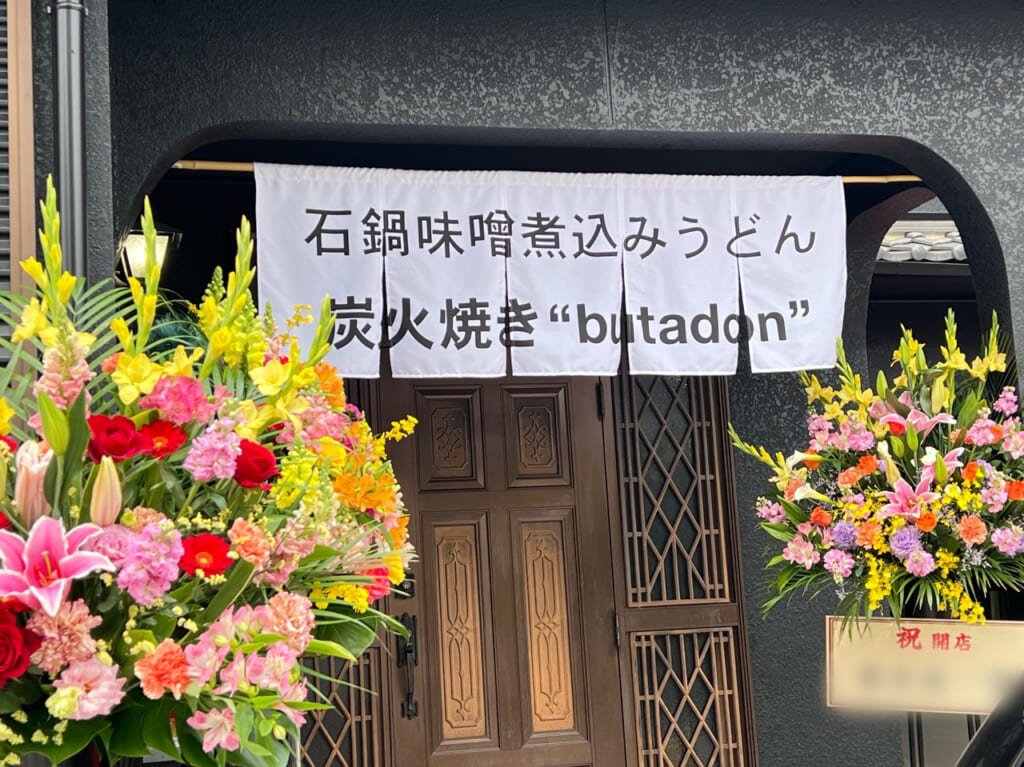 石鍋味噌煮込みうどん
炭火焼き“butadon”
祝 開店